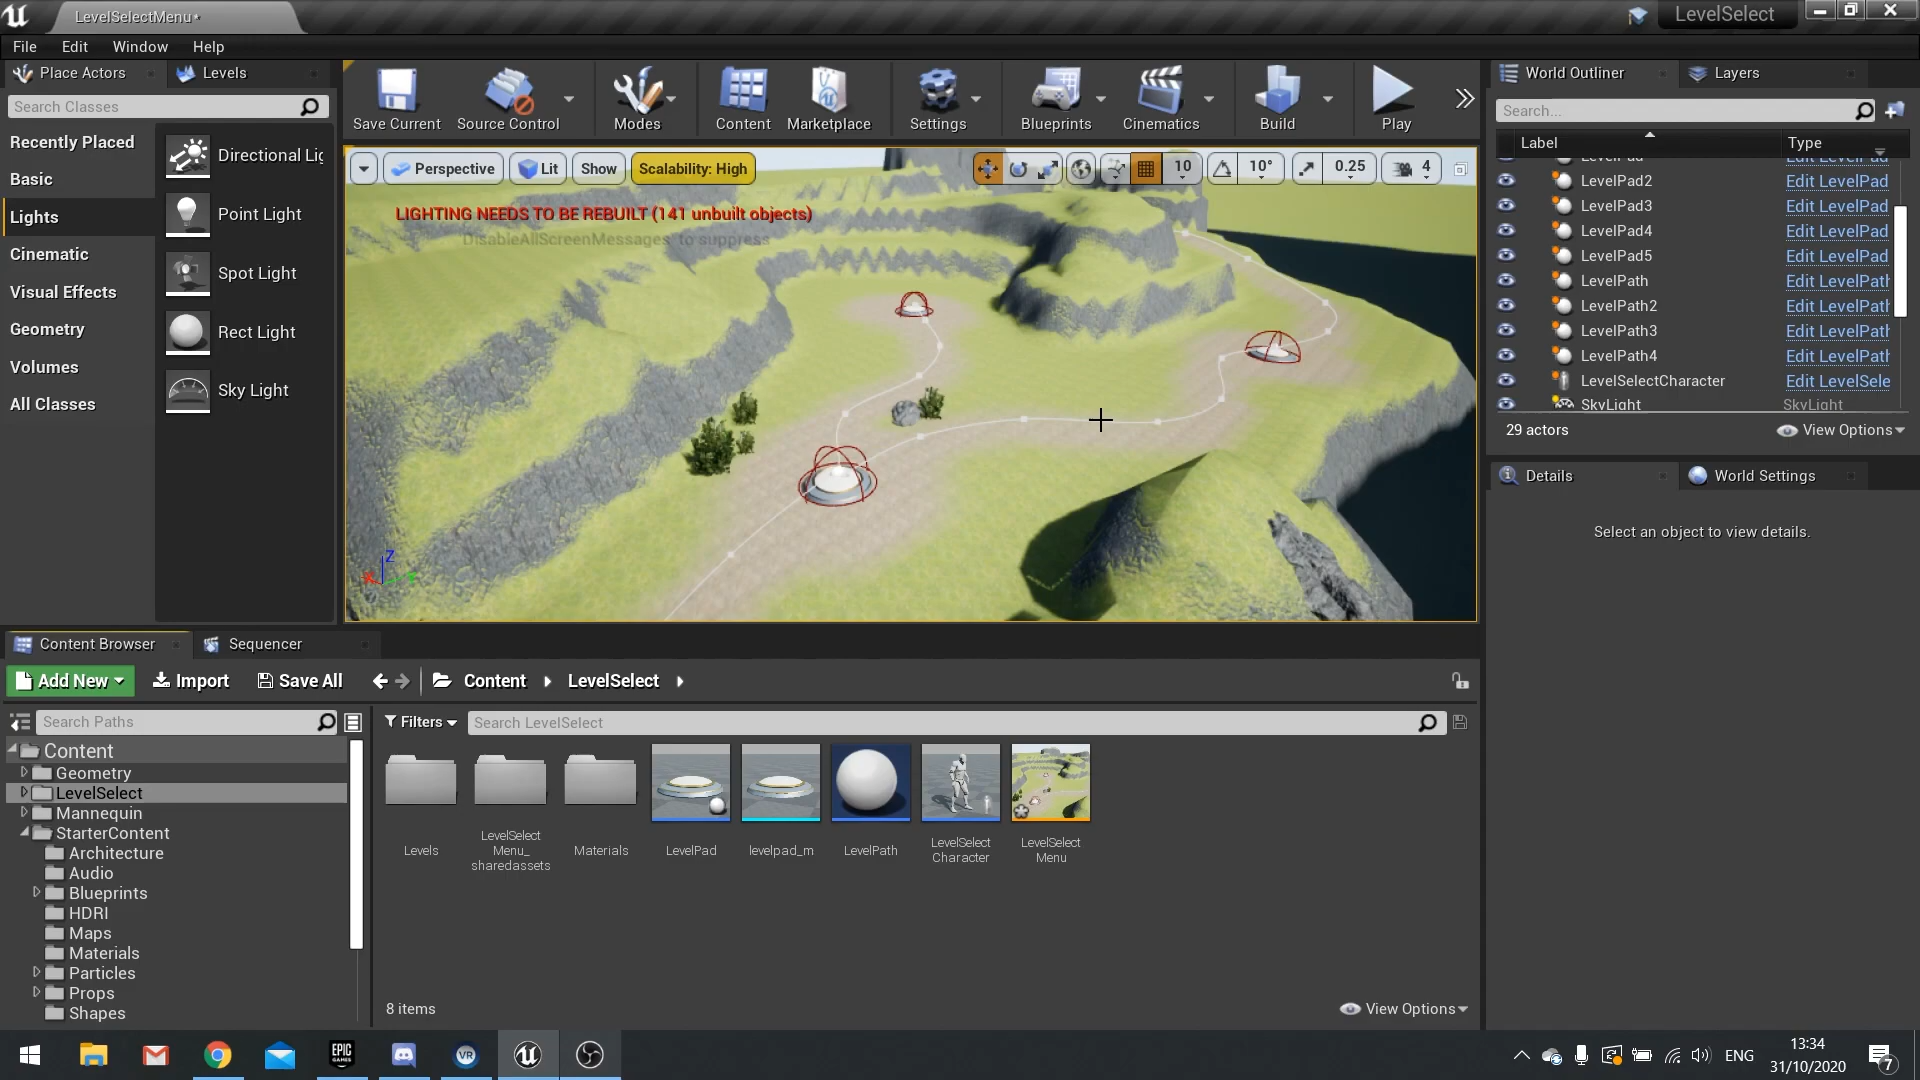 LevelSelectMenu*
LevelSelect
File Edit Window Help
Place Actors
Levels
Search Classes
Recently Placed
Basic
Lights
Cinematic
Visual Effects
Geometry
Volumes
All Classes
Directional Lig
Point Light
Spot Light
Rect Light
Sky Light
Save Current
Source Control
Modes
Content
Marketplace
Settings
Blueprints
Cinematics
Build
Play
Perspective
Lit
Show
Scalability: High
10
10°
0.25
4
LIGHTING NEEDS TO BE REBUILT (141 unbuilt objects)
'DisableAllScreenMessages' to suppress
Z
X
Y
World Outliner
Layers
Search...
Label Type
LevelPad Edit LevelPad
LevelPad2 Edit LevelPad
LevelPad3 Edit LevelPad
LevelPad4 Edit LevelPad
LevelPad5 Edit LevelPad
LevelPath Edit LevelPath
LevelPath2 Edit LevelPath
LevelPath3 Edit LevelPath
LevelPath4 Edit LevelPath
LevelSelectCharacter Edit LevelSele
SkyLight SkyLight
29 actors
View Options
Details
World Settings
Select an object to view details.
Content Browser
Sequencer
Add New
Import
Save All
Content
LevelSelect
Search Paths
Content
Geometry
LevelSelect
Mannequin
StarterContent
Architecture
Audio
Blueprints
HDRI
Maps
Materials
Particles
Props
Shapes
Filters
Search LevelSelect
Levels
LevelSelect
Menu_
sharedassets
Materials
LevelPad
levelpad_m
LevelPath
LevelSelect
Character
LevelSelect
Menu
8 items
View Options
EPIC
GAMES
VR
ENG
13:34
31/10/2020
7